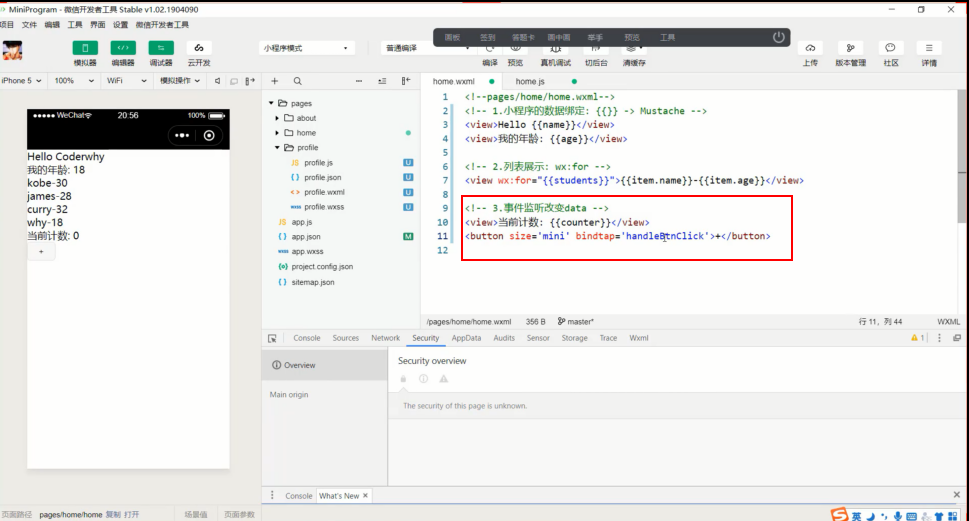 MiniProgram - 微信开发者工具 Stable v1.02.1904090
项目 文件 编辑 工具 界面 设置 微信开发者工具
面板 签到 答题卡 画中画 举手 预览 工具
小程序模式 普通编译
模拟器 编辑器 调试器 云开发
编译 预览 真机调试 切后台 清缓存
上传 版本管理 社区 详情
iPhone 5 100% WiFi 模拟操作
home.wxml home.js
WeChat 20:56 100%
Hello Coderwhy
我的年龄: 18
kobe-30
james-28
curry-32
why-18
当前计数: 0
+
pages
about
home
profile
JS profile.js U
{} profile.json U
<> profile.wxml U
wxss profile.wxss U
JS app.js
{} app.json M
wxss app.wxss
{o} project.config.json
{} sitemap.json
1 <!--pages/home/home.wxml-->
2 <!-- 1.小程序的数据绑定: {{}} -> Mustache -->
3 <view>Hello {{name}}</view>
4 <view>我的年龄: {{age}}</view>
5
6 <!-- 2.列表展示: wx:for -->
7 <view wx:for="{{students}}">{{item.name}}-{{item.age}}</view>
8
9 <!-- 3.事件监听改变data -->
10 <view>当前计数: {{counter}}</view>
11 <button size='mini' bindtap='handleBtnClick'>+</button>
12
/pages/home/home.wxml 356 B master* 行 11, 列 44 WXML
Console Sources Network Security AppData Audits Sensor Storage Trace Wxml 1
Overview
Main origin
Security overview
The security of this page is unknown.
Console What's New ×
页面路径 pages/home/home 复制 打开 场景值 页面参数
英